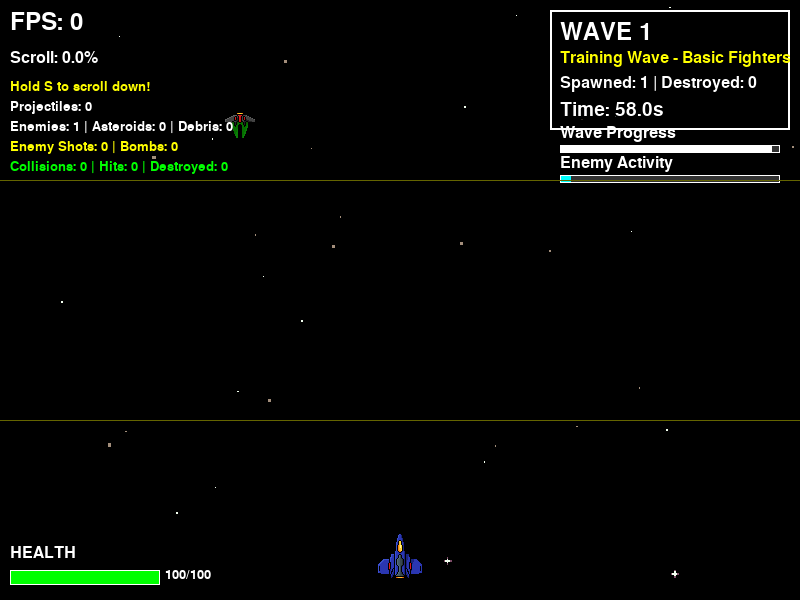 FPS: 0
Scroll: 0.0%
Hold S to scroll down!
Projectiles: 0
Enemies: 1 | Asteroids: 0 | Debris: 0
Enemy Shots: 0 | Bombs: 0
Collisions: 0 | Hits: 0 | Destroyed: 0
WAVE 1
Training Wave - Basic Fighters
Spawned: 1 | Destroyed: 0
Time: 58.0s
Wave Progress
Enemy Activity
HEALTH
100/100